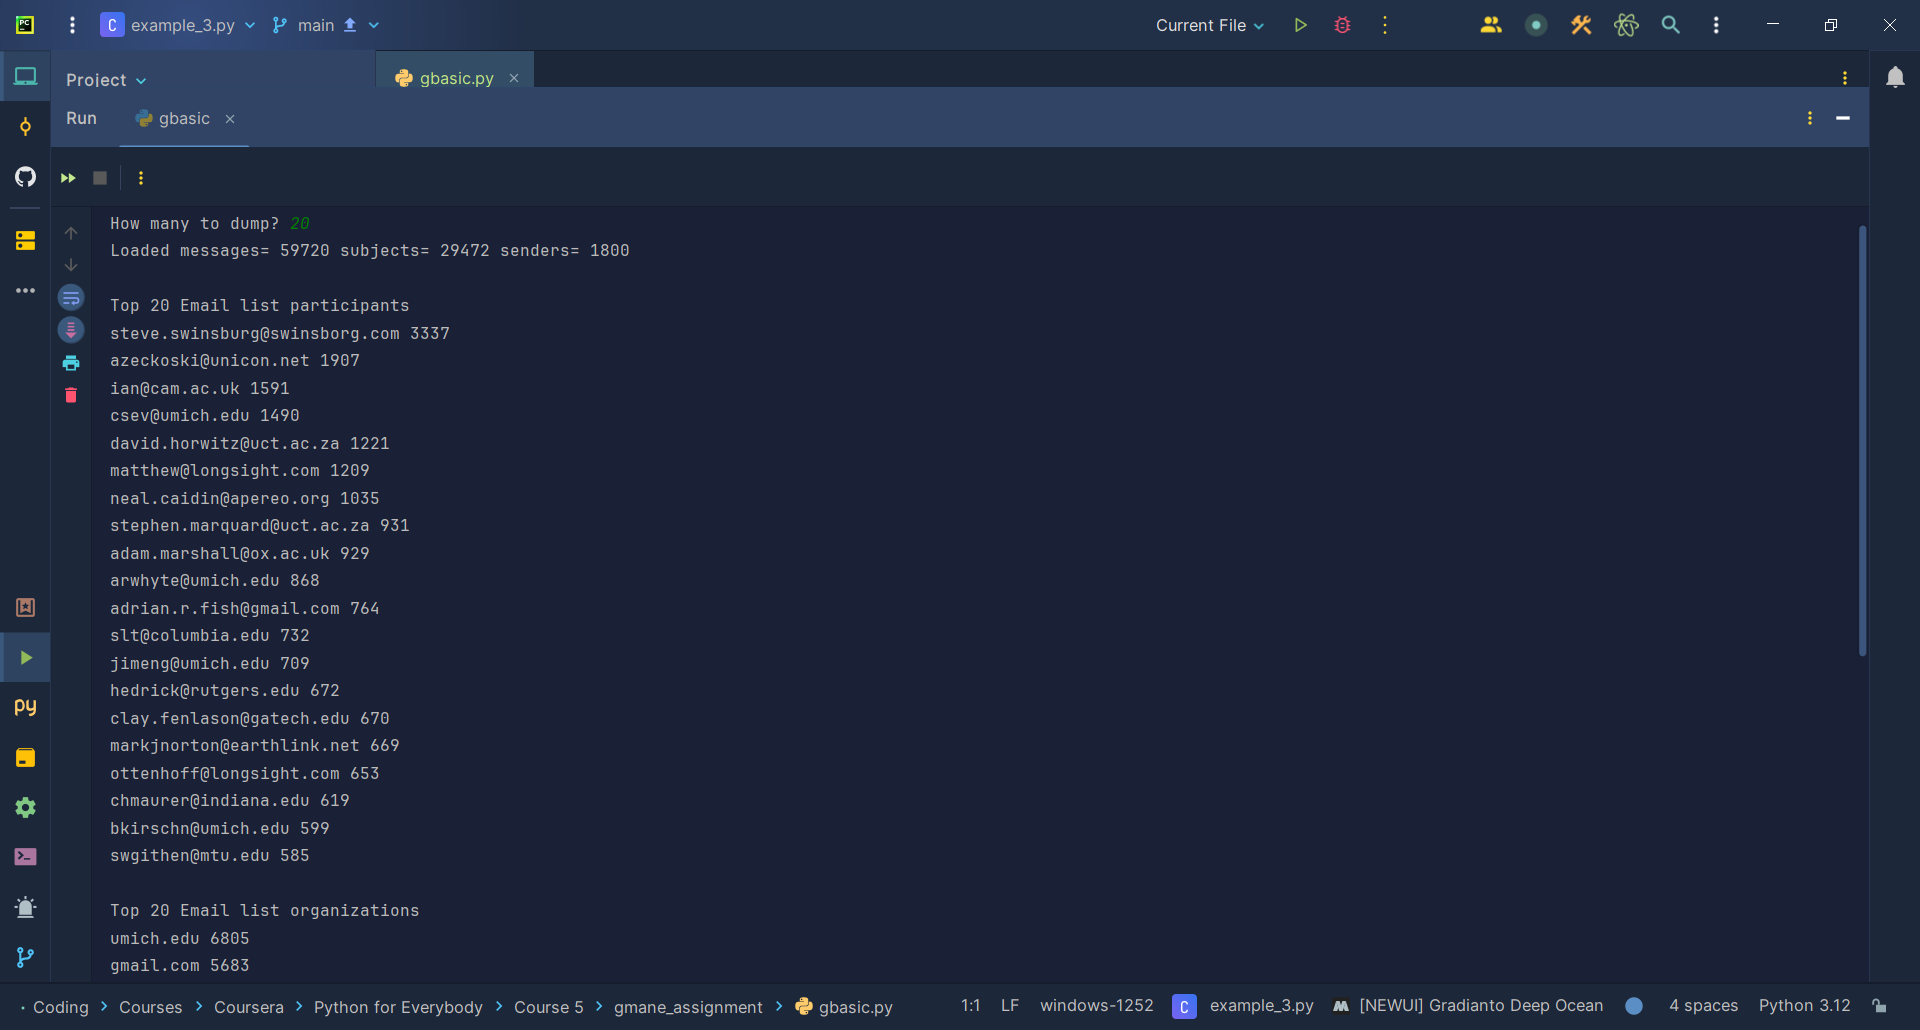 example_3.py
main
Current File
Project
gbasic.py
Run
gbasic
How many to dump? 20
Loaded messages= 59720 subjects= 29472 senders= 1800
Top 20 Email list participants
steve.swinsburg@swinsborg.com 3337
azeckoski@unicon.net 1907
ian@cam.ac.uk 1591
csev@umich.edu 1490
david.horwitz@uct.ac.za 1221
matthew@longsight.com 1209
neal.caidin@apereo.org 1035
stephen.marquard@uct.ac.za 931
adam.marshall@ox.ac.uk 929
arwhyte@umich.edu 868
adrian.r.fish@gmail.com 764
slt@columbia.edu 732
jimeng@umich.edu 709
hedrick@rutgers.edu 672
clay.fenlason@gatech.edu 670
markjnorton@earthlink.net 669
ottenhoff@longsight.com 653
chmaurer@indiana.edu 619
bkirschn@umich.edu 599
swgithen@mtu.edu 585
Top 20 Email list organizations
umich.edu 6805
gmail.com 5683
Coding > Courses > Coursera > Python for Everybody > Course 5 > gmane_assignment > gbasic.py
1:1 LF windows-1252 C example_3.py [NEWUI] Gradianto Deep Ocean 4 spaces Python 3.12